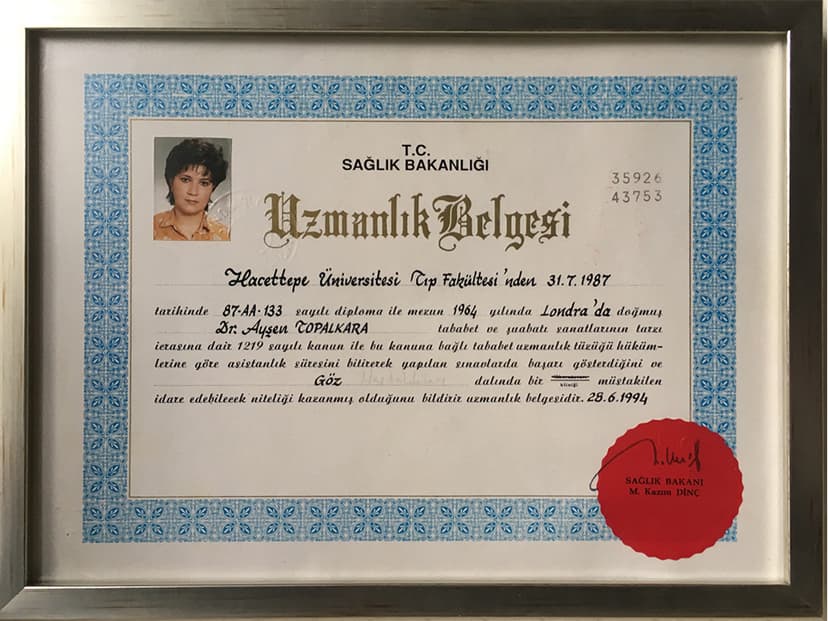 T.C.
SAĞLIK BAKANLIĞI
35926
43753
Uzmanlık Belgesi
Hacettepe Üniversitesi Tıp Fakültesi'nden 31.7.1987
tarihinde 87-AA-133 sayılı diploma ile mezun 1964 yılında Londra'da doğmuş
Dr. Ayşen TOPALKARA tababet ve şuabatı sanatlarının tarzı
icrasına dair 1219 sayılı kanun ile bu kanuna bağlı tababet uzmanlık tüzüğü hüküm-
lerine göre asistanlık süresini bitirerek yapılan sınavlarda başarı gösterdiğini ve
Göz dalında bir kliniği müstakilen
idare edebilecek niteliği kazanmış olduğunu bildirir uzmanlık belgesidir. 28.6.1994
SAĞLIK BAKANI
M. Kazım DİNÇ